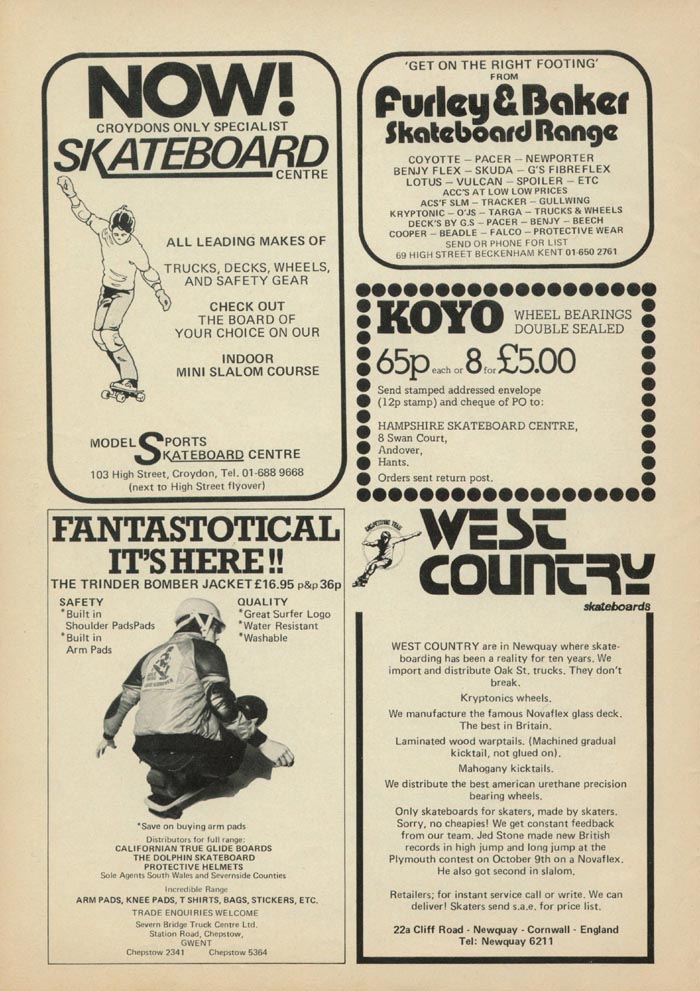 NOW!
CROYDONS ONLY SPECIALIST
SKATEBOARD
CENTRE
ALL LEADING MAKES OF
TRUCKS, DECKS, WHEELS,
AND SAFETY GEAR
CHECK OUT
THE BOARD OF
YOUR CHOICE ON OUR
INDOOR
MINI SLALOM COURSE
MODEL SPORTS
SKATEBOARD CENTRE
103 High Street, Croydon, Tel. 01-688 9668
(next to High Street flyover)
'GET ON THE RIGHT FOOTING'
FROM
Furley & Baker
Skateboard Range
COYOTTE — PACER — NEWPORTER
BENJY FLEX — SKUDA — G'S FIBREFLEX
LOTUS — VULCAN — SPOILER — ETC
ACC'S AT LOW LOW PRICES
ACS'F SLM — TRACKER — GULLWING
KRYPTONIC — O'JS — TARGA — TRUCKS & WHEELS
DECK'S BY G.S — PACER — BENJY — BEECH
COOPER — BEADLE — FALCO — PROTECTIVE WEAR
SEND OR PHONE FOR LIST
69 HIGH STREET BECKENHAM KENT 01-650 2761
KOYO WHEEL BEARINGS
DOUBLE SEALED
65p each or 8 for £5.00
Send stamped addressed envelope
(12p stamp) and cheque of PO to:
HAMPSHIRE SKATEBOARD CENTRE,
8 Swan Court,
Andover,
Hants.
Orders sent return post.
FANTASTOTICAL
IT'S HERE!!
THE TRINDER BOMBER JACKET £16.95 p&p 36p
SAFETY
*Built in
Shoulder PadsPads
*Built in
Arm Pads
QUALITY
*Great Surfer Logo
*Water Resistant
*Washable
*Save on buying arm pads
Distributors for full range:
CALIFORNIAN TRUE GLIDE BOARDS
THE DOLPHIN SKATEBOARD
PROTECTIVE HELMETS
Sole Agents South Wales and Severnside Counties
Incredible Range
ARM PADS, KNEE PADS, T SHIRTS, BAGS, STICKERS, ETC.
TRADE ENQUIRIES WELCOME
Severn Bridge Truck Centre Ltd.
Station Road, Chepstow,
GWENT
Chepstow 2341 Chepstow 5364
WEST
COUNTRY
skateboards
WEST COUNTRY are in Newquay where skate-
boarding has been a reality for ten years. We
import and distribute Oak St. trucks. They don't
break.
Kryptonics wheels.
We manufacture the famous Novaflex glass deck.
The best in Britain.
Laminated wood warptails. (Machined gradual
kicktail, not glued on).
Mahogany kicktails.
We distribute the best american urethane precision
bearing wheels.
Only skateboards for skaters, made by skaters.
Sorry, no cheapies! We get constant feedback
from our team. Jed Stone made new British
records in high jump and long jump at the
Plymouth contest on October 9th on a Novaflex.
He also got second in slalom.
Retailers; for instant service call or write. We can
deliver! Skaters send s.a.e. for price list.
22a Cliff Road - Newquay - Cornwall - England
Tel: Newquay 6211